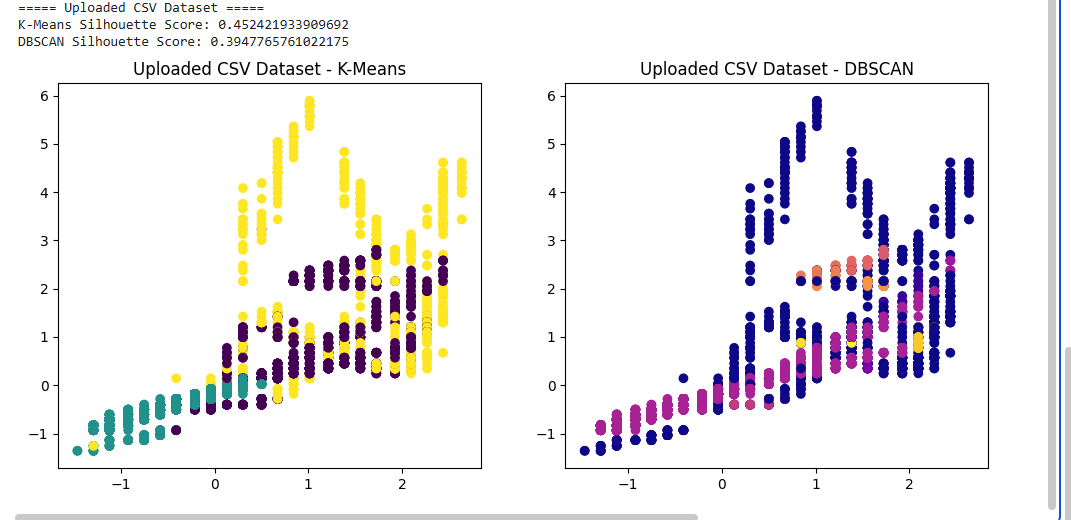 ===== Uploaded CSV Dataset =====
K-Means Silhouette Score: 0.452421933909692
DBSCAN Silhouette Score: 0.3947765761022175
Uploaded CSV Dataset - K-Means
6
5
4
3
2
1
0
−1
−1 0 1 2
Uploaded CSV Dataset - DBSCAN
6
5
4
3
2
1
0
−1
−1 0 1 2